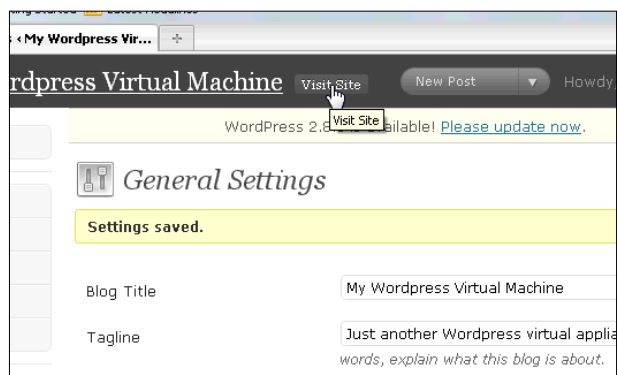 Latest Headlines
‹ My Wordpress Vir...
rdpress Virtual Machine Visit Site New Post Howdy,
Visit Site
WordPress 2.8 ailable! Please update now.
General Settings
Settings saved.
Blog Title My Wordpress Virtual Machine
Tagline Just another Wordpress virtual applia
words, explain what this blog is about.